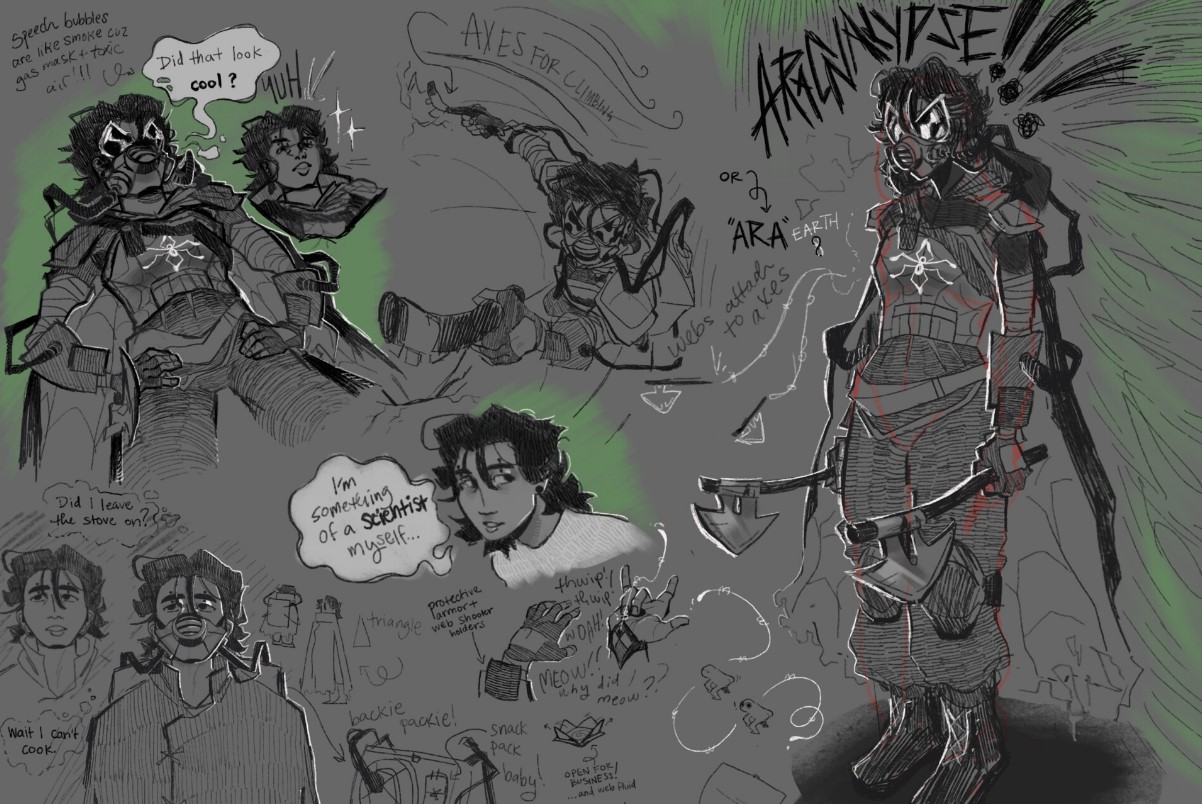 speech bubbles
are like smoke cuz
gas mask + toxic
air!!!
Did that look
cool?
HUH
AXES FOR CLIMBING
ARACNNYPSE!
OR
"ARA"
EARTH
?
webs attach
to axes
I'm
something
of a scientist
myself...
Did I leave
the stove on??
Wait I can't
cook.
triangle
protective
armor +
web shooter
holders
thwip!
thwip
WOAH!
MEOW!?
why did I
meow??
backie
packie!
snack
pack
baby!
OPEN FOR
BUSINESS!
...and web fluid